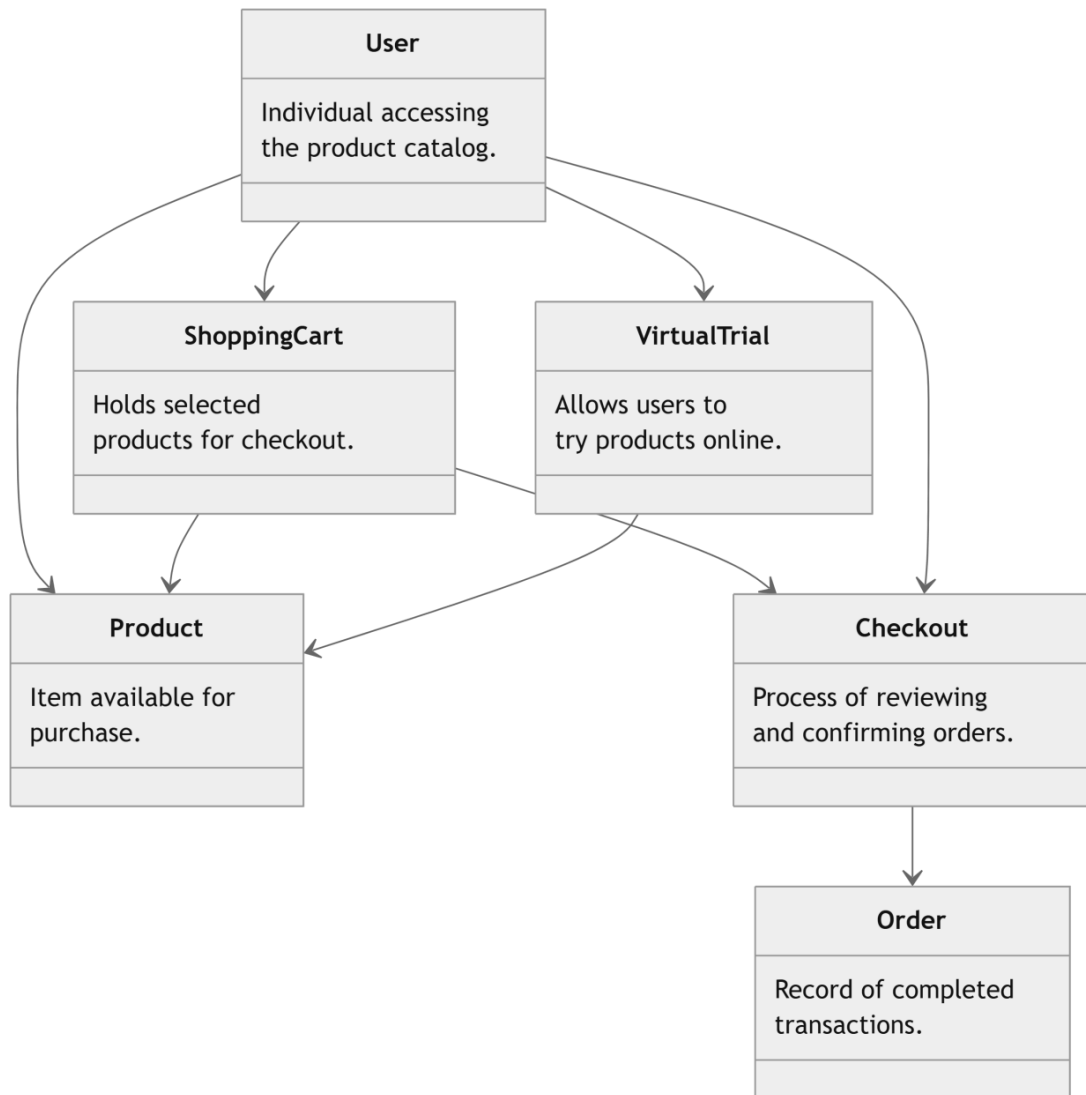 User
Individual accessing
the product catalog.
ShoppingCart
Holds selected
products for checkout.
VirtualTrial
Allows users to
try products online.
Product
Item available for
purchase.
Checkout
Process of reviewing
and confirming orders.
Order
Record of completed
transactions.